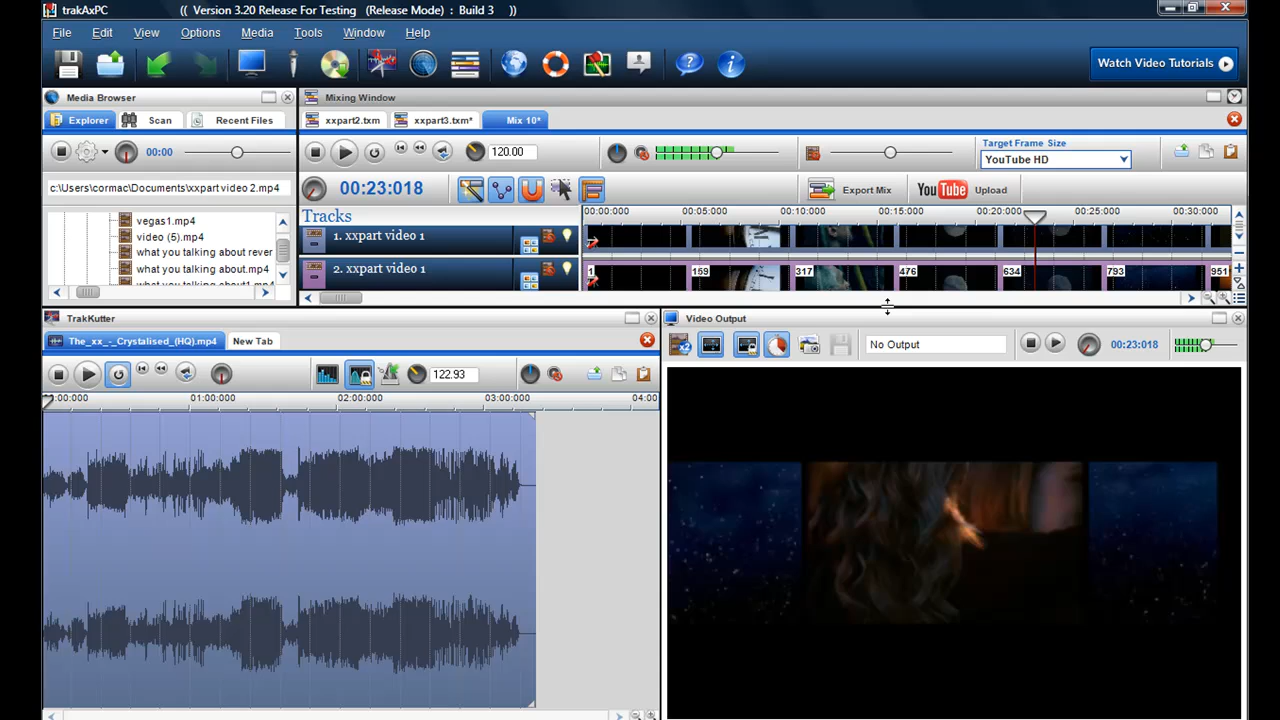 trakAxPC (( Version 3.20 Release For Testing (Release Mode) : Build 3 ))
File Edit View Options Media Tools Window Help
Watch Video Tutorials
Media Browser
Explorer Scan Recent Files
00:00
c:\Users\cormac\Documents\xxpart video 2.mp4
vegas1.mp4
video (5).mp4
what you talking about rever
what you talking about.mp4
Mixing Window
xxpart2.txm xxpart3.txm* Mix 10*
120.00
Target Frame Size
YouTube HD
00:23:018
Export Mix
YouTube Upload
Tracks
00:00:000 00:05:000 00:10:000 00:15:000 00:20:000 00:25:000 00:30:000
1. xxpart video 1
2. xxpart video 1
1 159 317 476 634 793 951
TrakKutter
The_xx_-_Crystalised_(HQ).mp4 New Tab
122.93
:00:000 01:00:000 02:00:000 03:00:000 04:00
Video Output
No Output
00:23:018